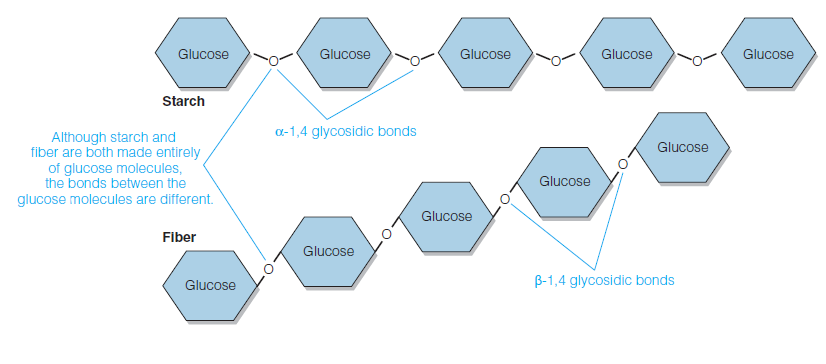 Glucose O Glucose O Glucose O Glucose O Glucose
Starch
α-1,4 glycosidic bonds
Although starch and
fiber are both made entirely
of glucose molecules,
the bonds between the
glucose molecules are different.
Fiber
Glucose
O
Glucose
O
Glucose
O
Glucose
O
Glucose
β-1,4 glycosidic bonds